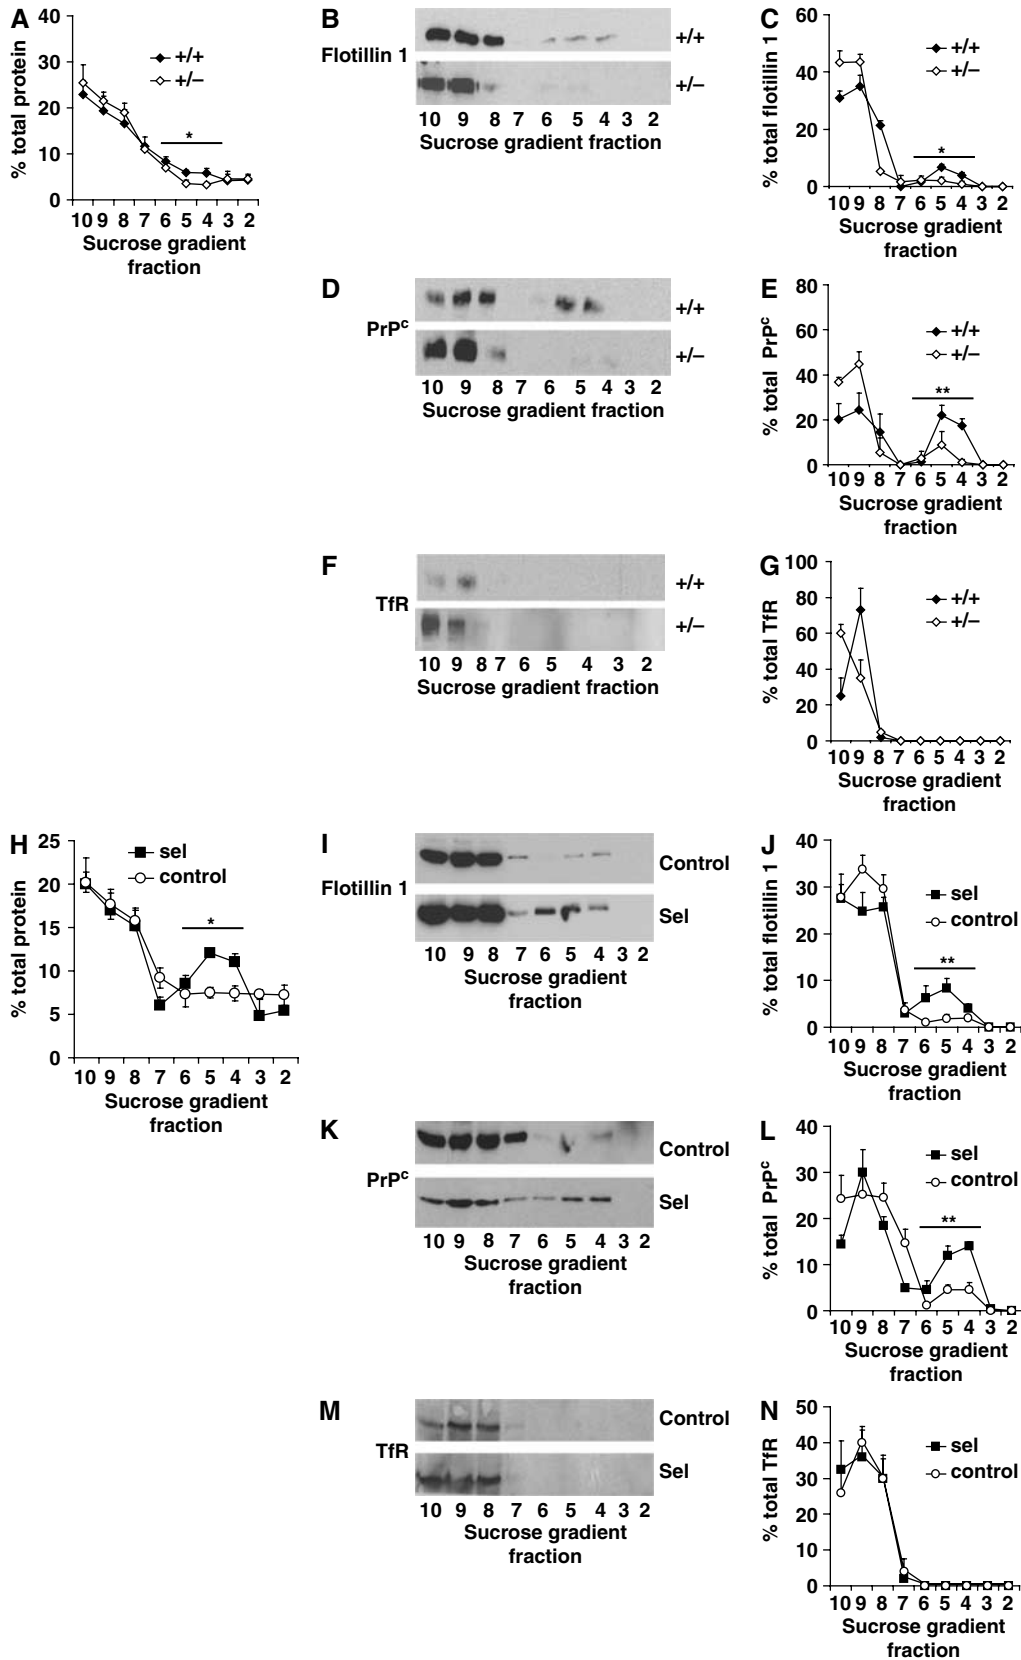 A
% total protein
40
30
20
10
0
+/+
+/−
*
10 9 8 7 6 5 4 3 2
Sucrose gradient
fraction
B
Flotillin 1
+/+
+/−
10 9 8 7 6 5 4 3 2
Sucrose gradient fraction
C
% total flotillin 1
60
40
20
0
+/+
+/−
*
10 9 8 7 6 5 4 3 2
Sucrose gradient
fraction
D
PrPᶜ
+/+
+/−
10 9 8 7 6 5 4 3 2
Sucrose gradient fraction
E
% total PrPᶜ
80
60
40
20
0
+/+
+/−
**
10 9 8 7 6 5 4 3 2
Sucrose gradient
fraction
F
TfR
+/+
+/−
10 9 8 7 6 5 4 3 2
Sucrose gradient fraction
G
% total TfR
100
80
60
40
20
0
+/+
+/−
10 9 8 7 6 5 4 3 2
Sucrose gradient
fraction
H
% total protein
25
20
15
10
5
0
sel
control
*
10 9 8 7 6 5 4 3 2
Sucrose gradient
fraction
I
Flotillin 1
Control
Sel
10 9 8 7 6 5 4 3 2
Sucrose gradient
fraction
J
% total flotillin 1
40
30
20
10
0
sel
control
**
10 9 8 7 6 5 4 3 2
Sucrose gradient
fraction
K
PrPᶜ
Control
Sel
10 9 8 7 6 5 4 3 2
Sucrose gradient
fraction
L
% total PrPᶜ
40
30
20
10
0
sel
control
**
10 9 8 7 6 5 4 3 2
Sucrose gradient
fraction
M
TfR
Control
Sel
10 9 8 7 6 5 4 3 2
Sucrose gradient
fraction
N
% total TfR
50
40
30
20
10
0
sel
control
10 9 8 7 6 5 4 3 2
Sucrose gradient
fraction